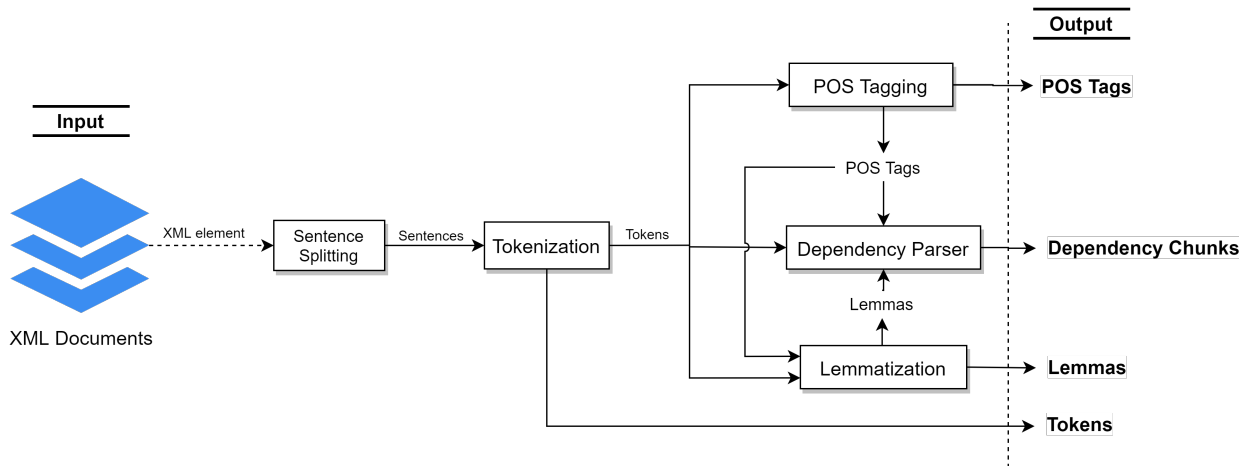 Output
POS Tagging
POS Tags
Input
POS Tags
XML element
Sentence
Splitting
Sentences
Tokenization
Tokens
Dependency Parser
Dependency Chunks
Lemmas
XML Documents
Lemmatization
Lemmas
Tokens